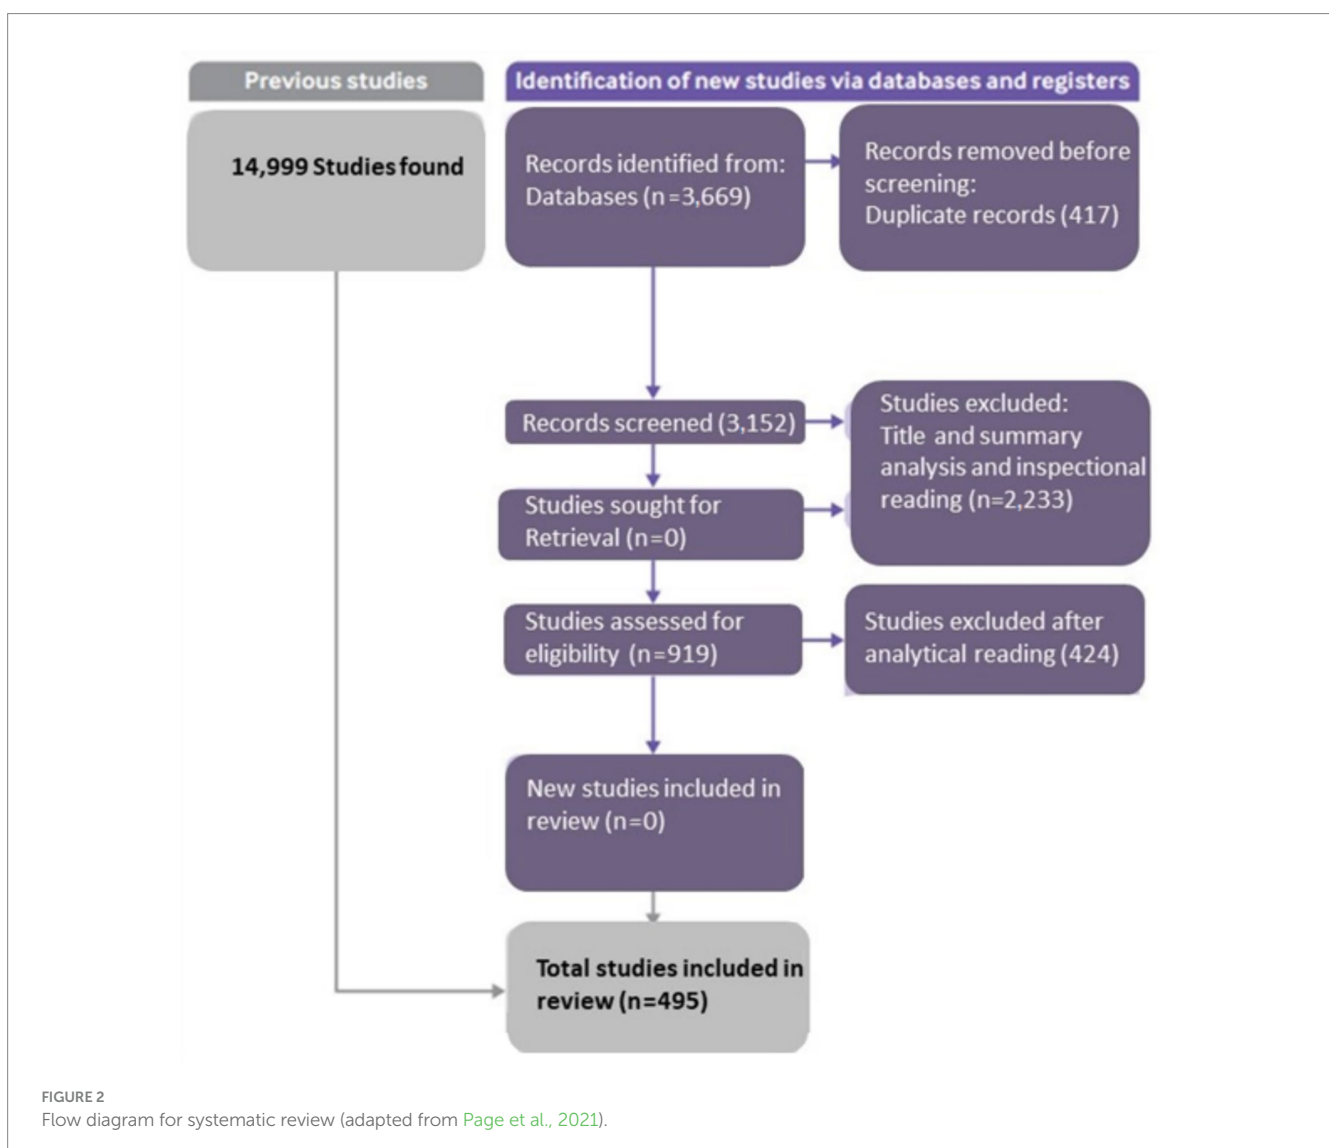 Previous studies
Identification of new studies via databases and registers
14,999 Studies found
Records identified from:
Databases (n=3,669)
Records removed before
screening:
Duplicate records (417)
Records screened (3,152)
Studies excluded:
Title and summary
analysis and inspectional
reading (n=2,233)
Studies sought for
Retrieval (n=0)
Studies assessed for
eligibility (n=919)
Studies excluded after
analytical reading (424)
New studies included in
review (n=0)
Total studies included in
review (n=495)
FIGURE 2
Flow diagram for systematic review (adapted from Page et al., 2021).